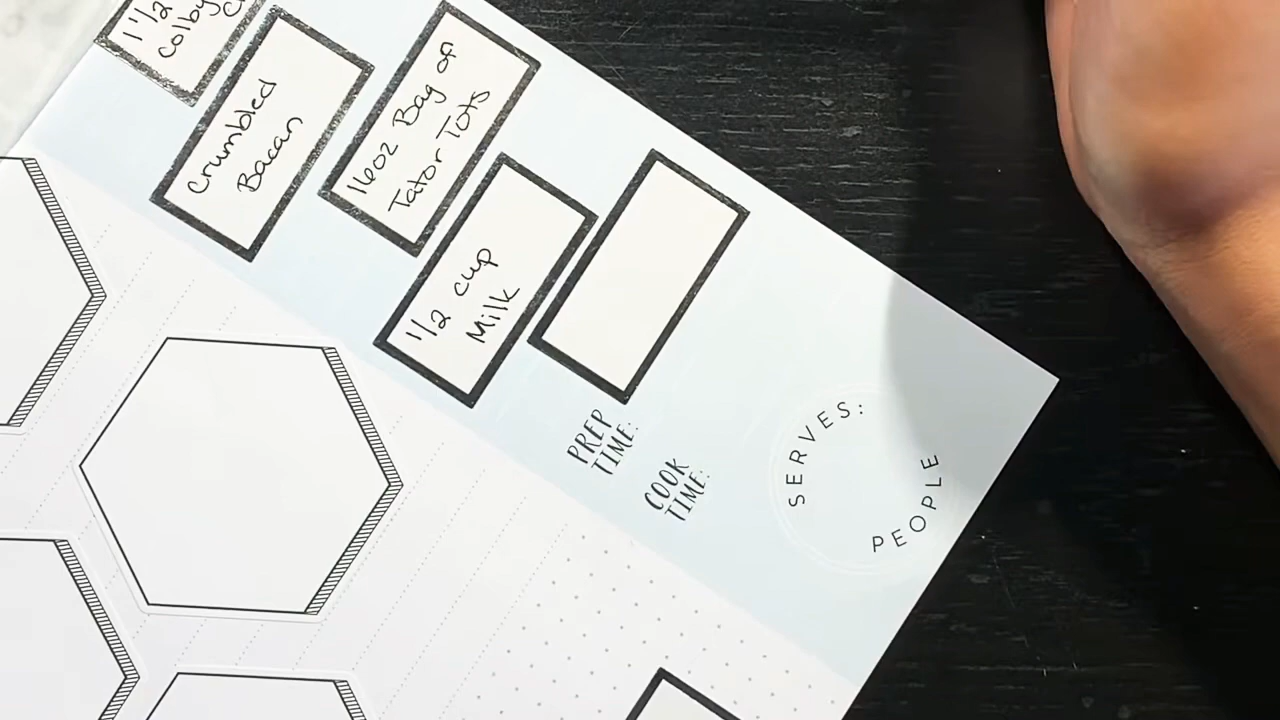 1 1/2
Colby
Crumbled
Bacon
16oz Bag of
Tator Tots
1/2 cup
Milk
PREP
TIME:
COOK
TIME:
SERVES:
PEOPLE